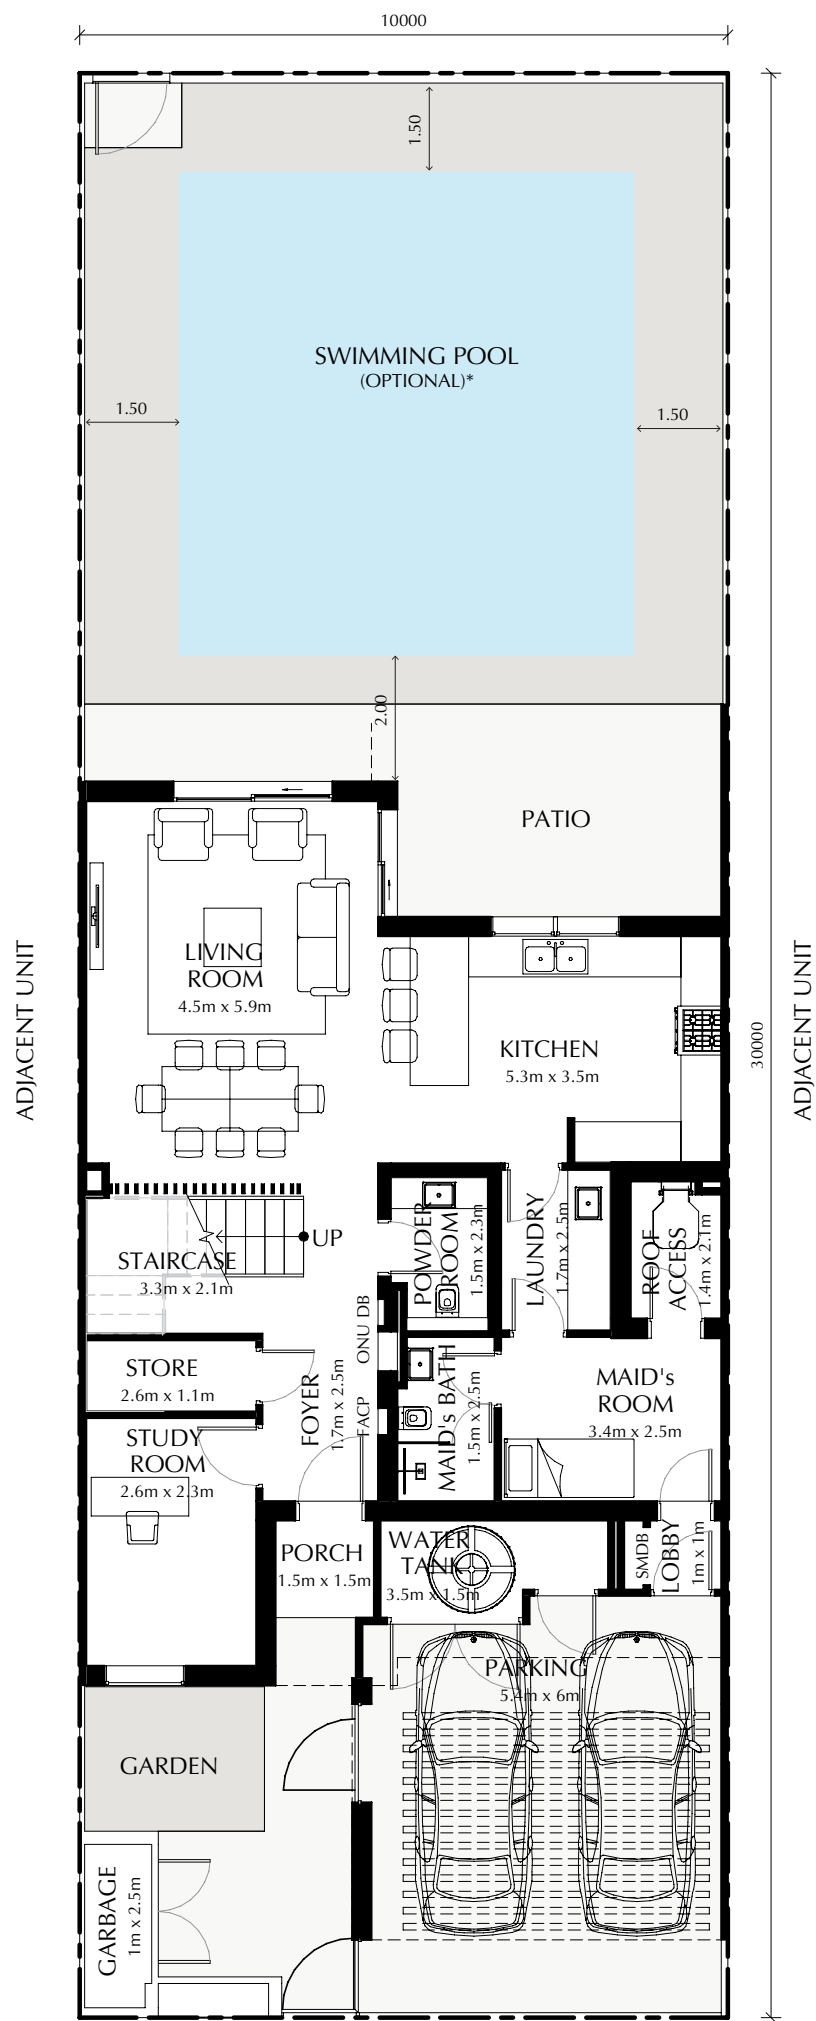 10000
1.50
SWIMMING POOL
(OPTIONAL)*
1.50
1.50
2.00
PATIO
ADJACENT UNIT
LIVING
ROOM
4.5m x 5.9m
KITCHEN
5.3m x 3.5m
30000
ADJACENT UNIT
UP
STAIRCASE
3.3m x 2.1m
POWDER
ROOM
1.5m x 2.3m
LAUNDRY
1.7m x 2.5m
ROOF
ACCESS
1.4m x 2.1m
STORE
2.6m x 1.1m
FOYER
1.7m x 2.5m
ONU DB
FACP
MAID's BATH
1.5m x 2.5m
MAID's
ROOM
3.4m x 2.5m
STUDY
ROOM
2.6m x 2.3m
PORCH
1.5m x 1.5m
WATER
TANK
3.5m x 1.5m
SMDB
LOBBY
1m x 1m
PARKING
5.4m x 6m
GARDEN
GARBAGE
1m x 2.5m